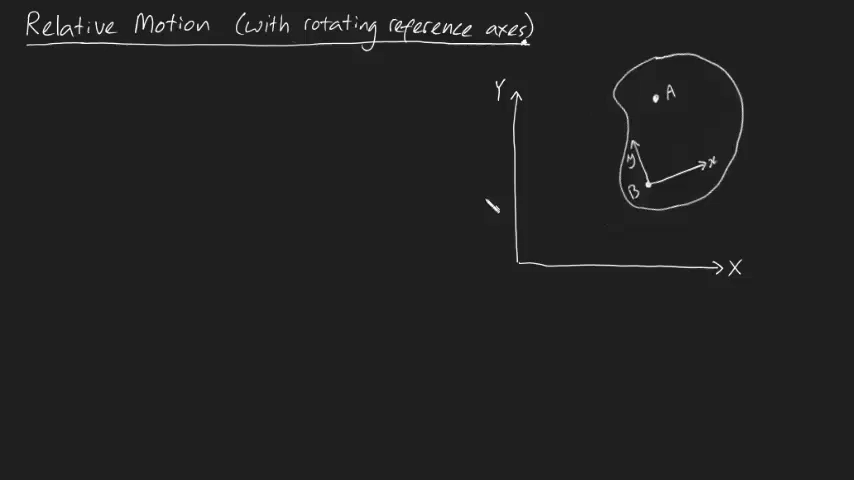 Relative Motion (with rotating reference axes)
Y
A
y
x
B
X